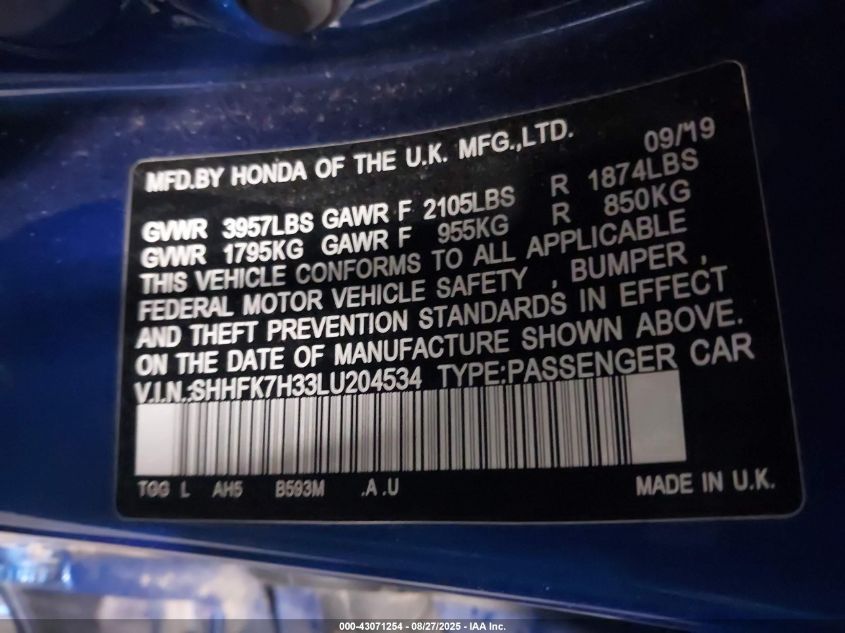 MFD.BY HONDA OF THE U.K. MFG.,LTD. 09/19
GVWR 3957LBS GAWR F 2105LBS R 1874LBS
GVWR 1795KG GAWR F 955KG R 850KG
THIS VEHICLE CONFORMS TO ALL APPLICABLE
FEDERAL MOTOR VEHICLE SAFETY , BUMPER ,
AND THEFT PREVENTION STANDARDS IN EFFECT
ON THE DATE OF MANUFACTURE SHOWN ABOVE.
V.I.N.:SHHFK7H33LU204534 TYPE:PASSENGER CAR
TGG L AH5 B593M .A .U MADE IN U.K.
000-43071254 | 08/27/2025 - IAA Inc.